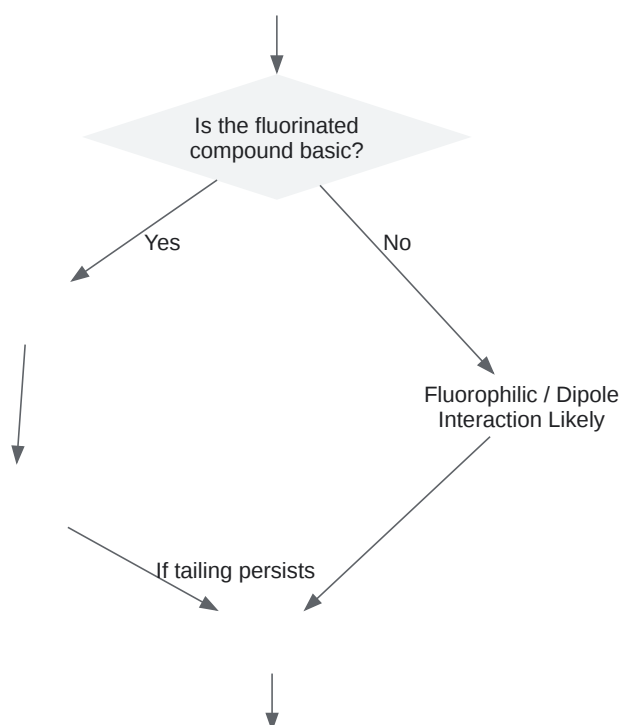 Is the fluorinated
compound basic?
Yes
No
Fluorophilic / Dipole
Interaction Likely
If tailing persists